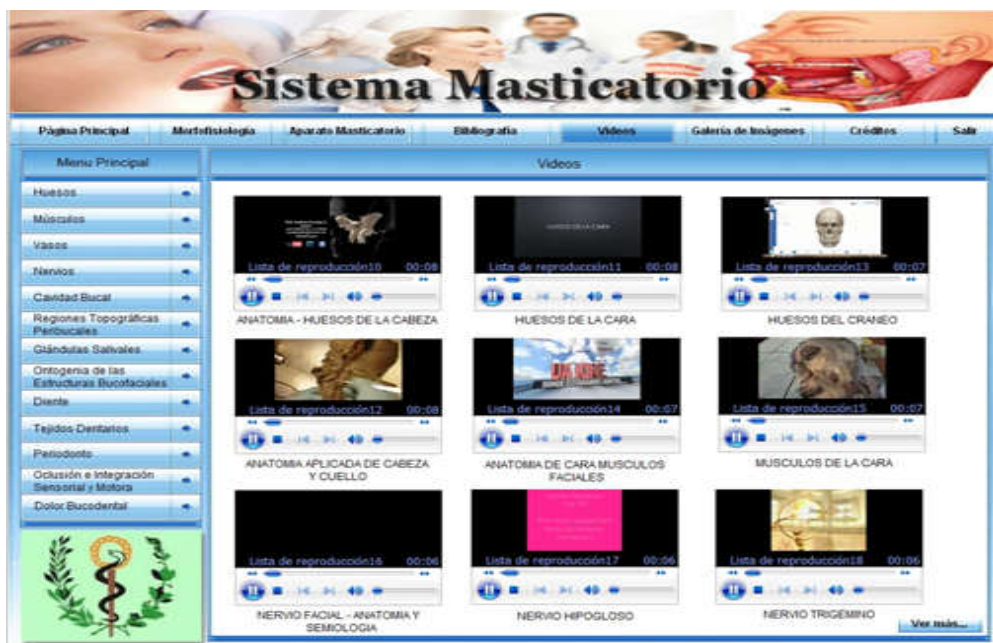 Sistema Masticatorio
Página Principal Morfofisiología Aparato Masticatorio Bibliografía Videos Galería de Imágenes Créditos Salir
Menu Principal
Videos
Huesos
Músculos
Vasos
Nervios
Cavidad Bucal
Regiones Topográficas
Peribucales
Glándulas Salivales
Ontogenia de las
Estructuras Bucofaciales
Diente
Tejidos Dentarios
Periodonto
Oclusión e Integración
Sensorial y Motora
Dolor Bucodental
Lista de reproducción10 00:08
ANATOMIA - HUESOS DE LA CABEZA
HUESOS DE LA CARA
Lista de reproducción11 00:08
HUESOS DE LA CARA
Lista de reproducción13 00:07
HUESOS DEL CRANEO
Lista de reproducción12 00:08
ANATOMIA APLICADA DE CABEZA
Y CUELLO
Lista de reproducción14 00:07
ANATOMIA DE CARA MUSCULOS
FACIALES
Lista de reproducción15 00:07
MUSCULOS DE LA CARA
Lista de reproducción16 00:06
NERVIO FACIAL - ANATOMIA Y
SEMIOLOGIA
Lista de reproducción17 00:06
NERVIO HIPOGLOSO
Lista de reproducción18 00:06
NERVIO TRIGEMINO
Ver más...